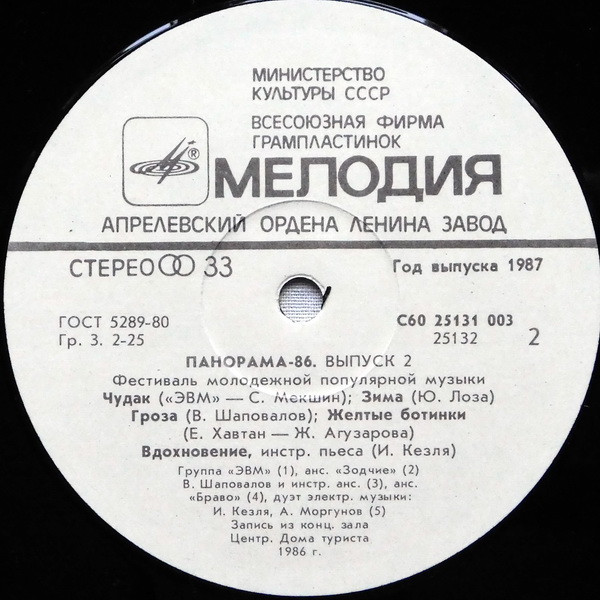 МИНИСТЕРСТВО
КУЛЬТУРЫ СССР
ВСЕСОЮЗНАЯ ФИРМА
ГРАМПЛАСТИНОК
®
МЕЛОДИЯ
АПРЕЛЕВСКИЙ ОРДЕНА ЛЕНИНА ЗАВОД
СТЕРЕО 33
Год выпуска 1987
ГОСТ 5289-80
Гр. 3. 2-25
С60 25131 003
25132
2
ПАНОРАМА-86. ВЫПУСК 2
Фестиваль молодежной популярной музыки
Чудак («ЭВМ» — С. Мекшин); Зима (Ю. Лоза)
Гроза (В. Шаповалов); Желтые ботинки
(Е. Хавтан — Ж. Агузарова)
Вдохновение, инстр. пьеса (И. Кезля)
Группа «ЭВМ» (1), анс. «Зодчие» (2)
В. Шаповалов и инстр. анс. (3), анс.
«Браво» (4), дуэт электр. музыки:
И. Кезля, А. Моргунов (5)
Запись из конц. зала
Центр. Дома туриста
1986 г.